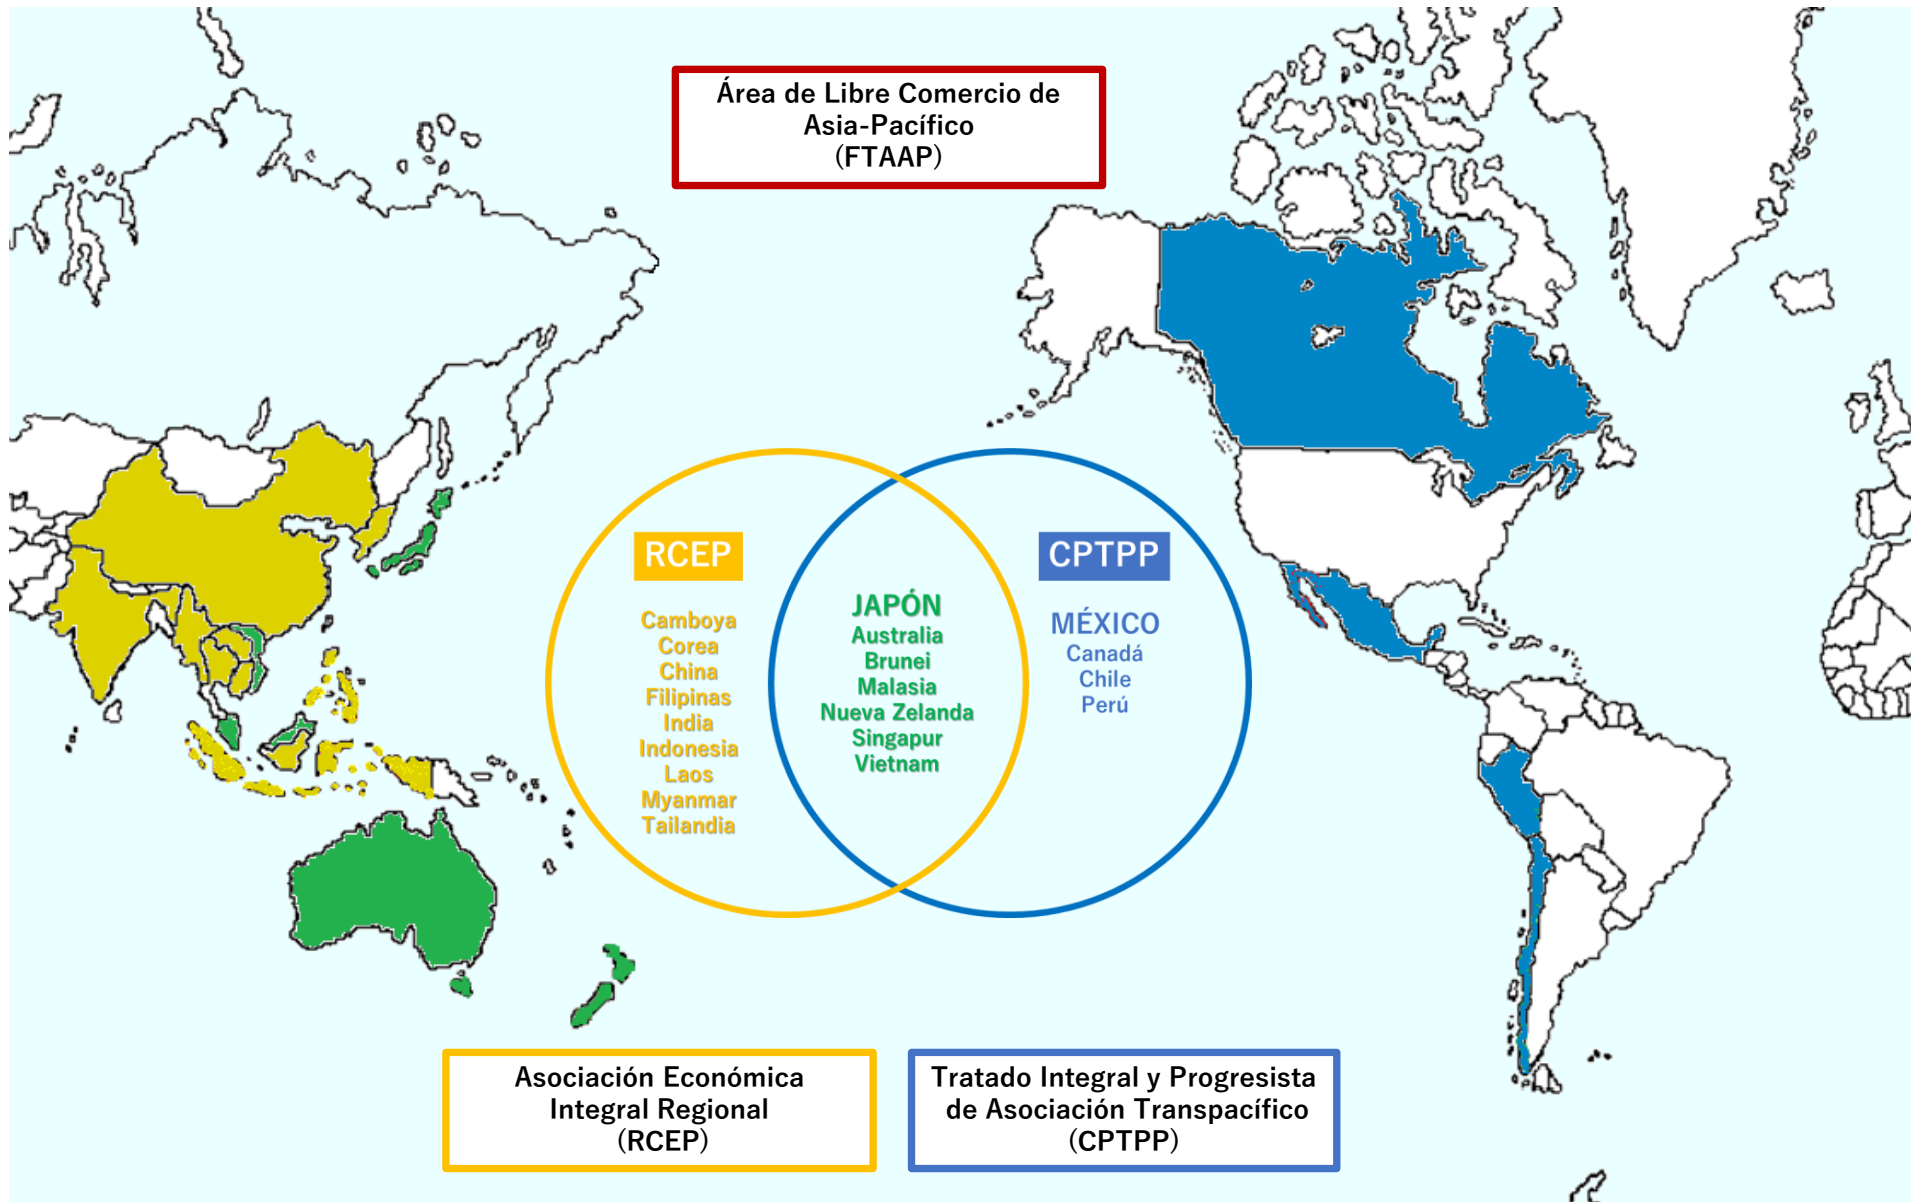 Área de Libre Comercio de
Asia-Pacífico
(FTAAP)
RCEP
Camboya
Corea
China
Filipinas
India
Indonesia
Laos
Myanmar
Tailandia
JAPÓN
Australia
Brunei
Malasia
Nueva Zelanda
Singapur
Vietnam
CPTPP
MÉXICO
Canadá
Chile
Perú
Asociación Económica
Integral Regional
(RCEP)
Tratado Integral y Progresista
de Asociación Transpacífico
(CPTPP)